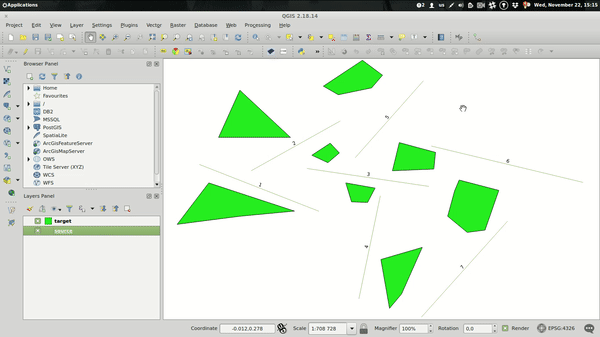 Applications
2
Wed, November 22, 15:15
QGIS 2.18.14
Project Edit View Layer Settings Plugins Vector Raster Database Web Processing Help
Browser Panel
Home
Favourites
/
DB2
MSSQL
PostGIS
SpatiaLite
ArcGisFeatureServer
ArcGisMapServer
OWS
Tile Server (XYZ)
WCS
WFS
Layers Panel
target
5
2
6
3
1
4
7
Coordinate -0.012,0.278 Scale 1:708 728 Magnifier 100% Rotation 0,0 Render EPSG:4326